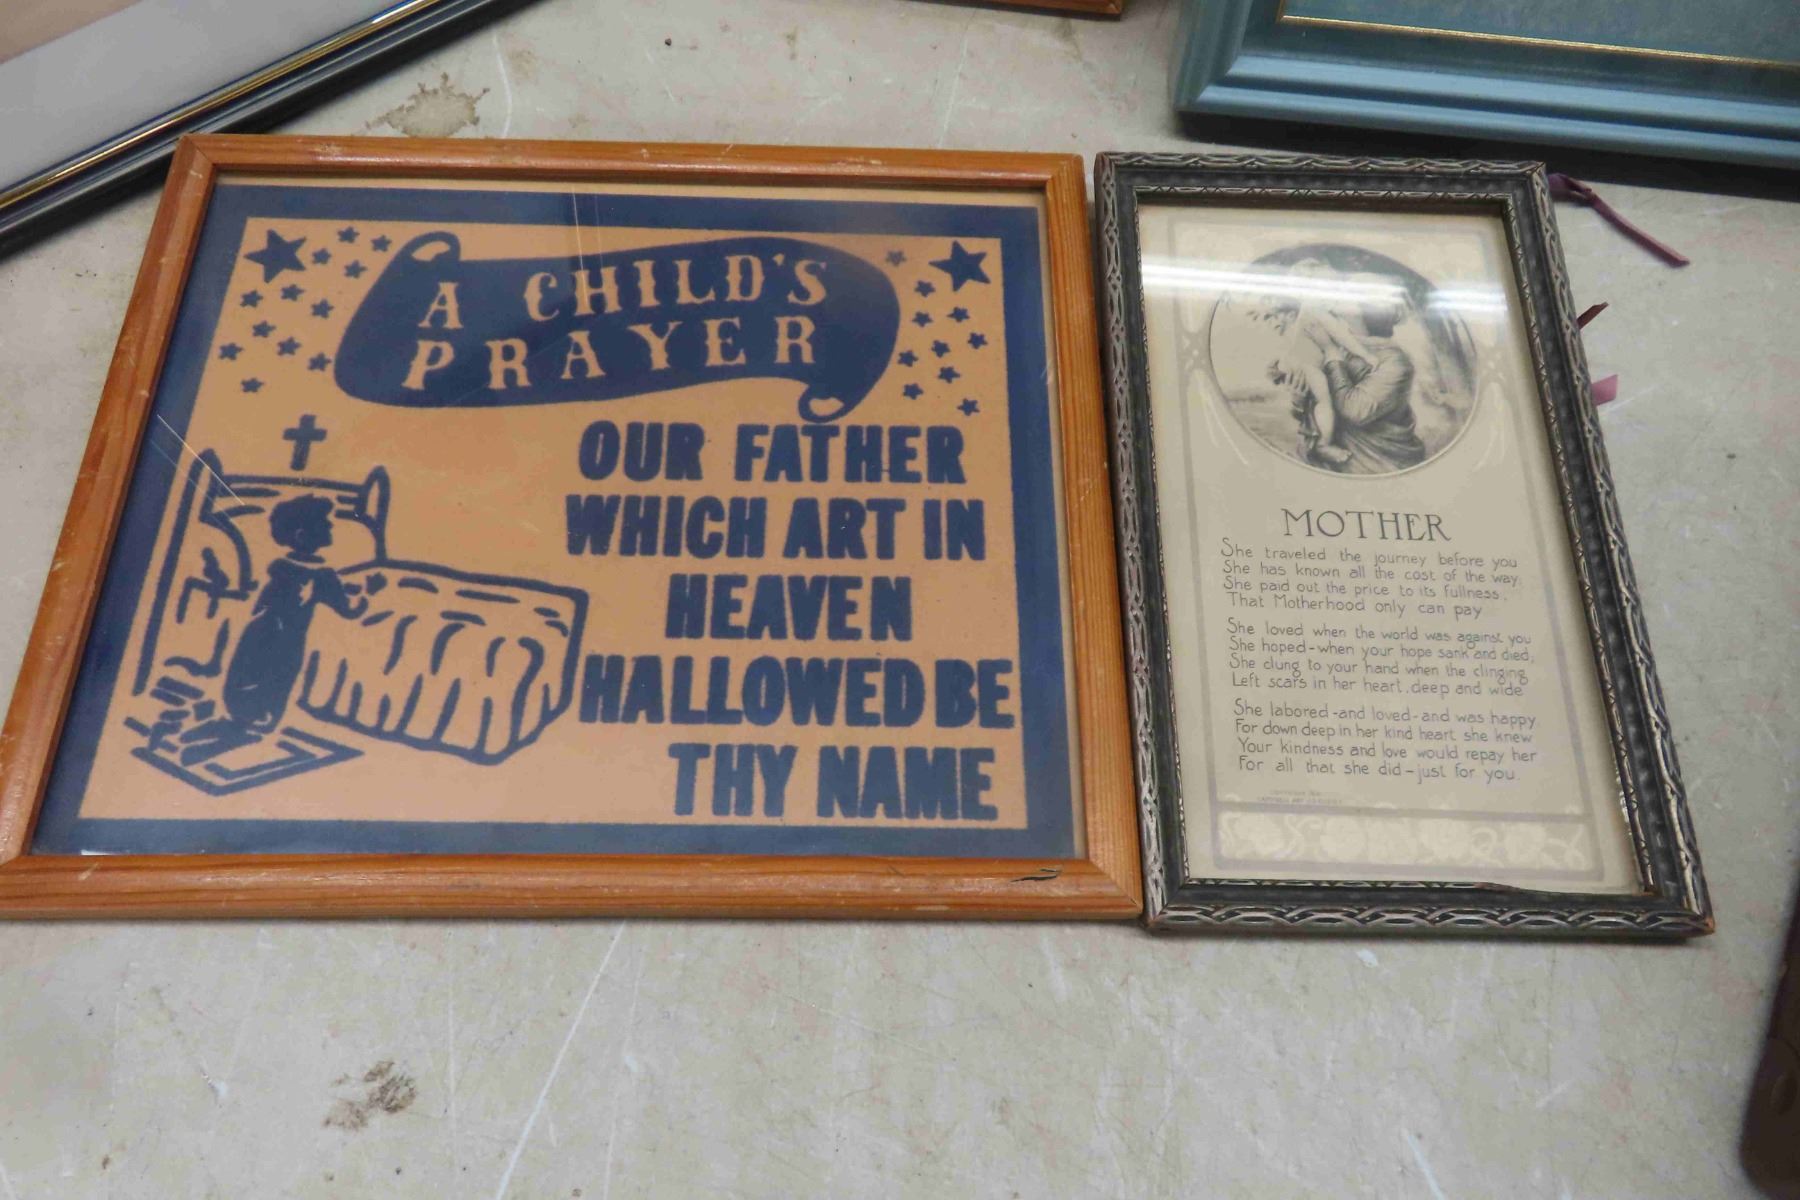 A CHILD'S
PRAYER
OUR FATHER
WHICH ART IN
HEAVEN
HALLOWED BE
THY NAME
MOTHER
She traveled the journey before you
She has known all the cost of the way;
She paid out the price to its fullness,
That Motherhood only can pay
She loved when the world was against you
She hoped-when your hope sank and died;
She clung to your hand when the clinging
Left scars in her heart, deep and wide
She labored-and loved-and was happy
For down deep in her kind heart she knew
Your kindness and love would repay her
For all that she did-just for you.